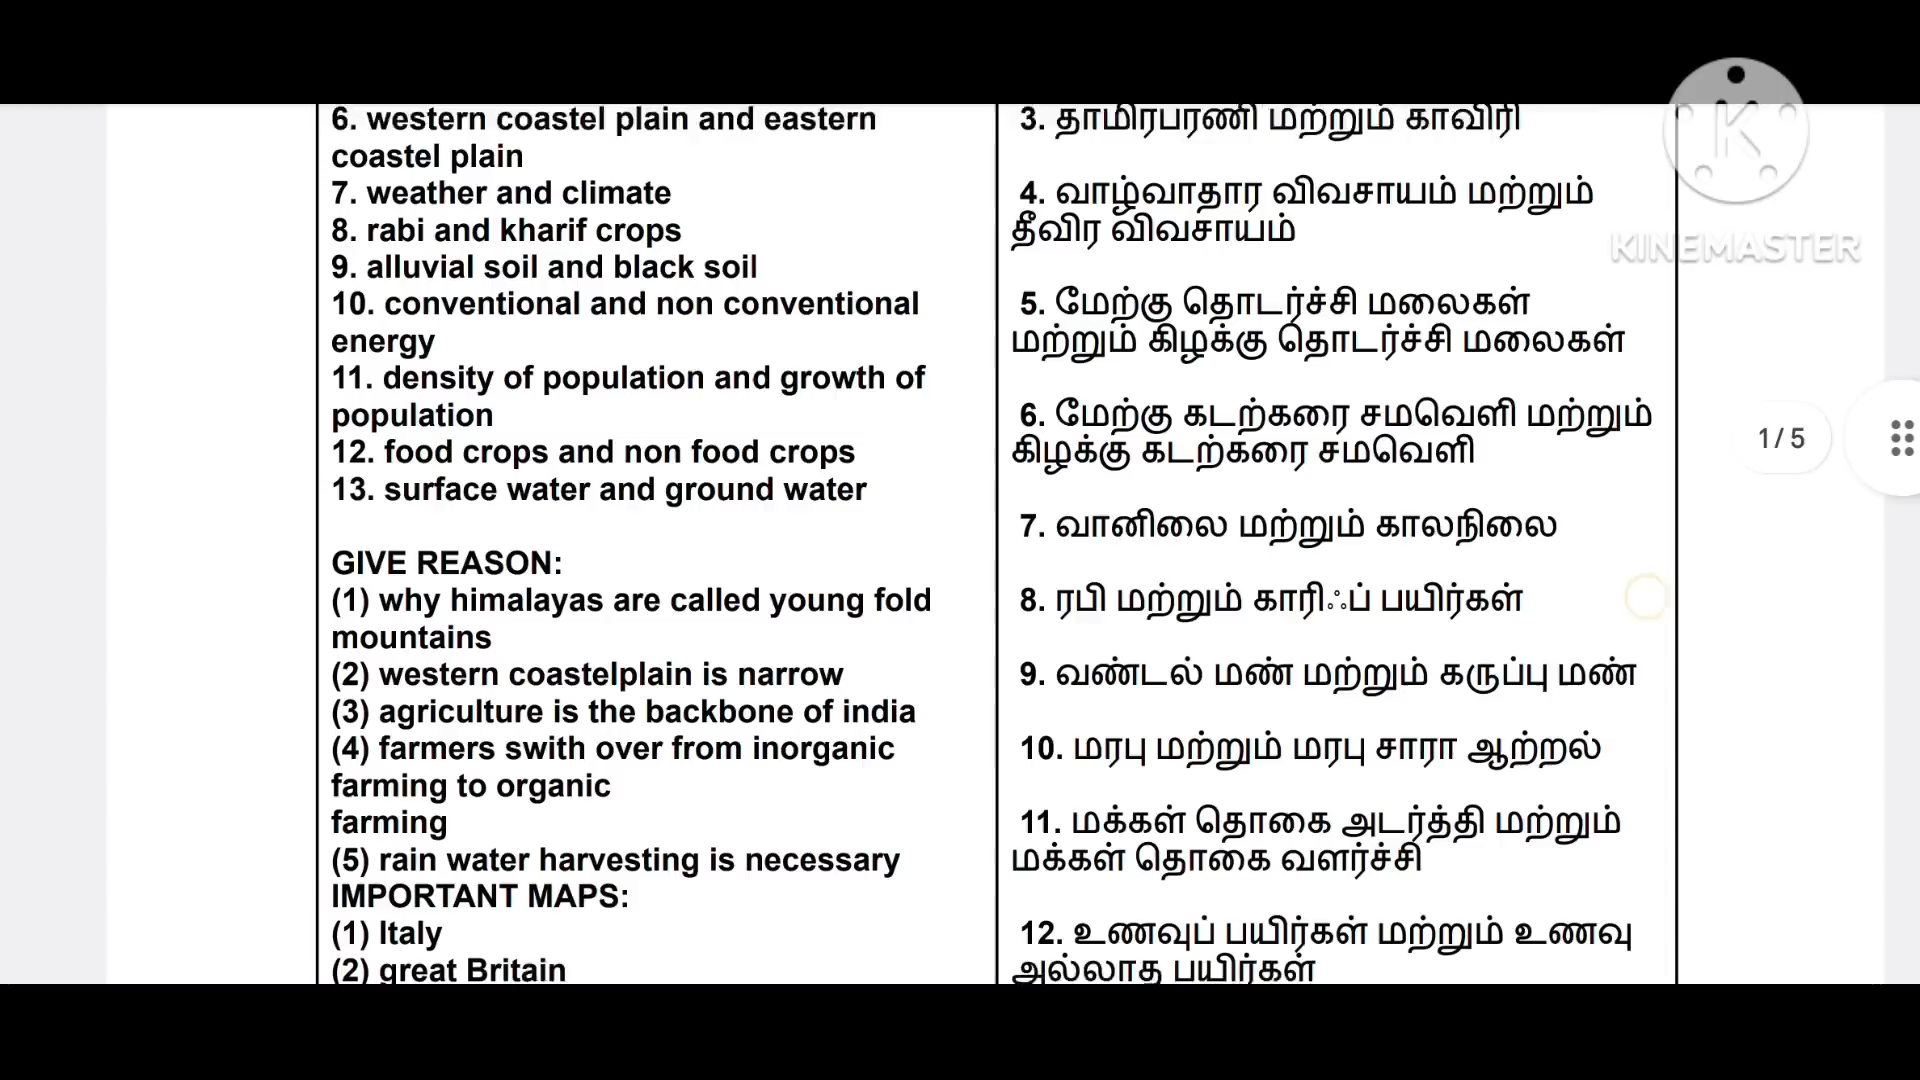 6. western coastel plain and eastern
coastel plain
7. weather and climate
8. rabi and kharif crops
9. alluvial soil and black soil
10. conventional and non conventional
energy
11. density of population and growth of
population
12. food crops and non food crops
13. surface water and ground water
GIVE REASON:
(1) why himalayas are called young fold
mountains
(2) western coastelplain is narrow
(3) agriculture is the backbone of india
(4) farmers swith over from inorganic
farming to organic
farming
(5) rain water harvesting is necessary
IMPORTANT MAPS:
(1) Italy
(2) great Britain
3. தாமிரபரணி மற்றும் காவிரி
4. வாழ்வாதார விவசாயம் மற்றும்
தீவிர விவசாயம்
5. மேற்கு தொடர்ச்சி மலைகள்
மற்றும் கிழக்கு தொடர்ச்சி மலைகள்
6. மேற்கு கடற்கரை சமவெளி மற்றும்
கிழக்கு கடற்கரை சமவெளி
7. வானிலை மற்றும் காலநிலை
8. ரபி மற்றும் காரிஃப் பயிர்கள்
9. வண்டல் மண் மற்றும் கருப்பு மண்
10. மரபு மற்றும் மரபு சாரா ஆற்றல்
11. மக்கள் தொகை அடர்த்தி மற்றும்
மக்கள் தொகை வளர்ச்சி
12. உணவுப் பயிர்கள் மற்றும் உணவு
அல்லாத பயிர்கள்
K
KINEMASTER
1/5